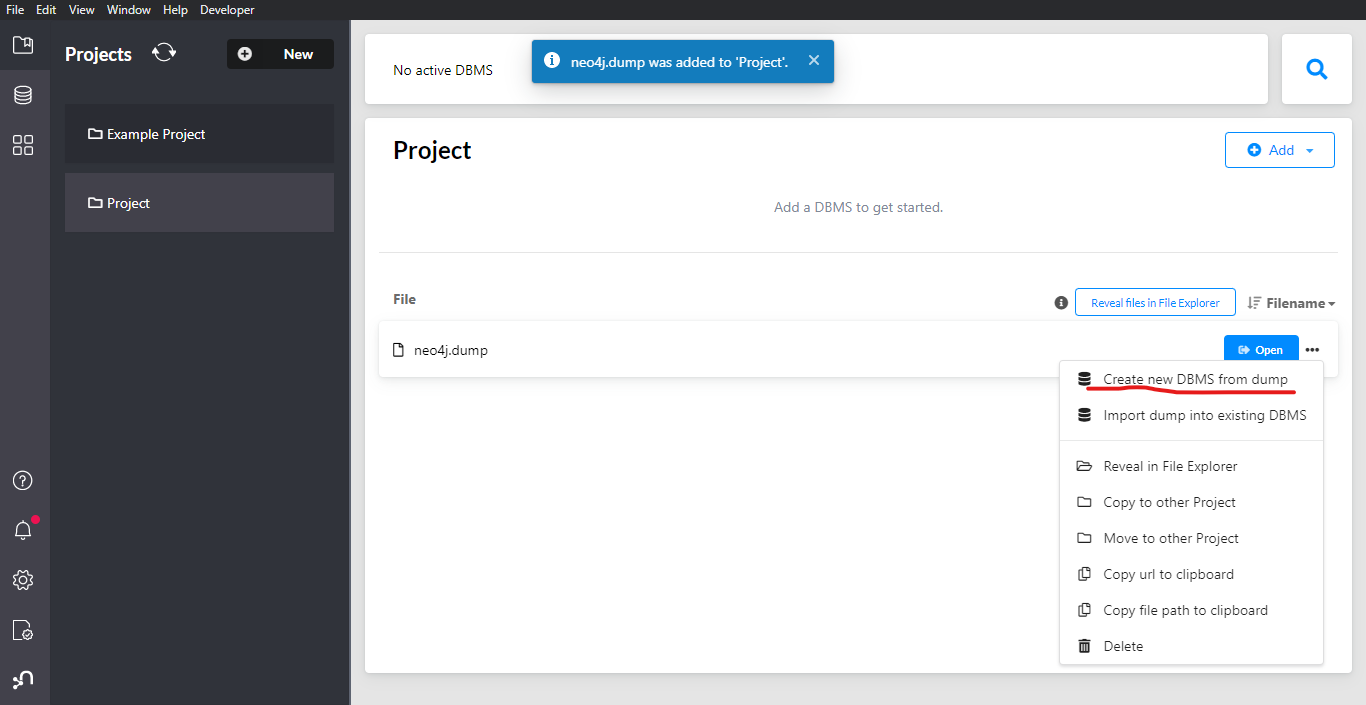 File Edit View Window Help Developer
Projects
New
Example Project
Project
No active DBMS
neo4j.dump was added to 'Project'.
Project
Add
Add a DBMS to get started.
File
Reveal files in File Explorer
Filename
neo4j.dump
Open
Create new DBMS from dump
Import dump into existing DBMS
Reveal in File Explorer
Copy to other Project
Move to other Project
Copy url to clipboard
Copy file path to clipboard
Delete